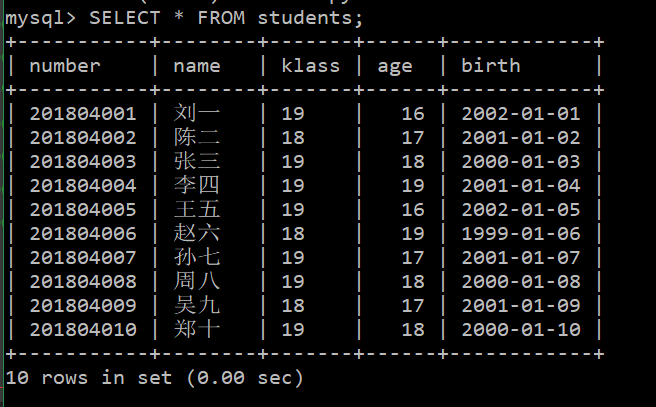 mysql> SELECT * FROM students;
+-----------+--------+-------+------+------------+
| number    | name   | klass | age  | birth      |
+-----------+--------+-------+------+------------+
| 201804001 | 刘一   | 19    |   16 | 2002-01-01 |
| 201804002 | 陈二   | 18    |   17 | 2001-01-02 |
| 201804003 | 张三   | 19    |   18 | 2000-01-03 |
| 201804004 | 李四   | 19    |   19 | 2001-01-04 |
| 201804005 | 王五   | 19    |   16 | 2002-01-05 |
| 201804006 | 赵六   | 18    |   19 | 1999-01-06 |
| 201804007 | 孙七   | 19    |   17 | 2001-01-07 |
| 201804008 | 周八   | 19    |   18 | 2000-01-08 |
| 201804009 | 吴九   | 18    |   17 | 2001-01-09 |
| 201804010 | 郑十   | 19    |   18 | 2000-01-10 |
+-----------+--------+-------+------+------------+
10 rows in set (0.00 sec)